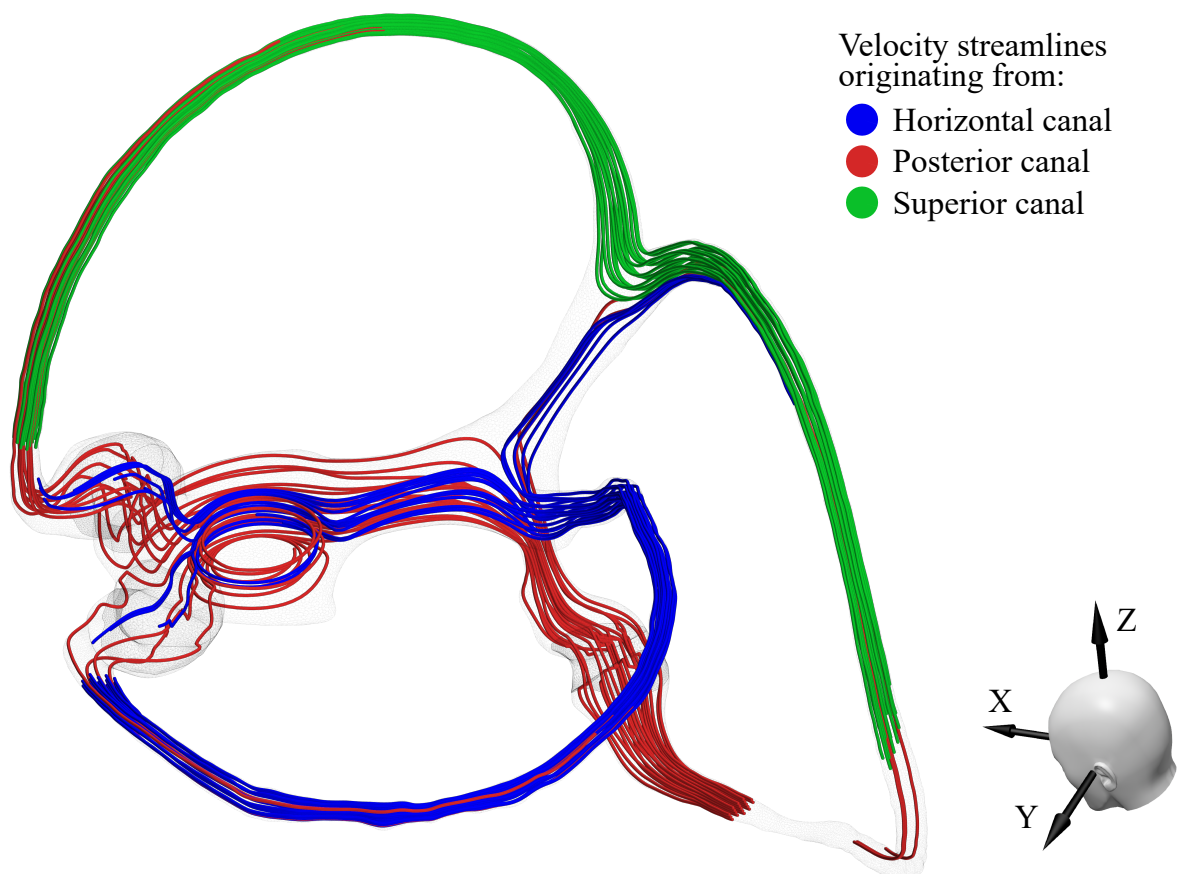 Velocity streamlines
originating from:
Horizontal canal
Posterior canal
Superior canal
Z
X
Y